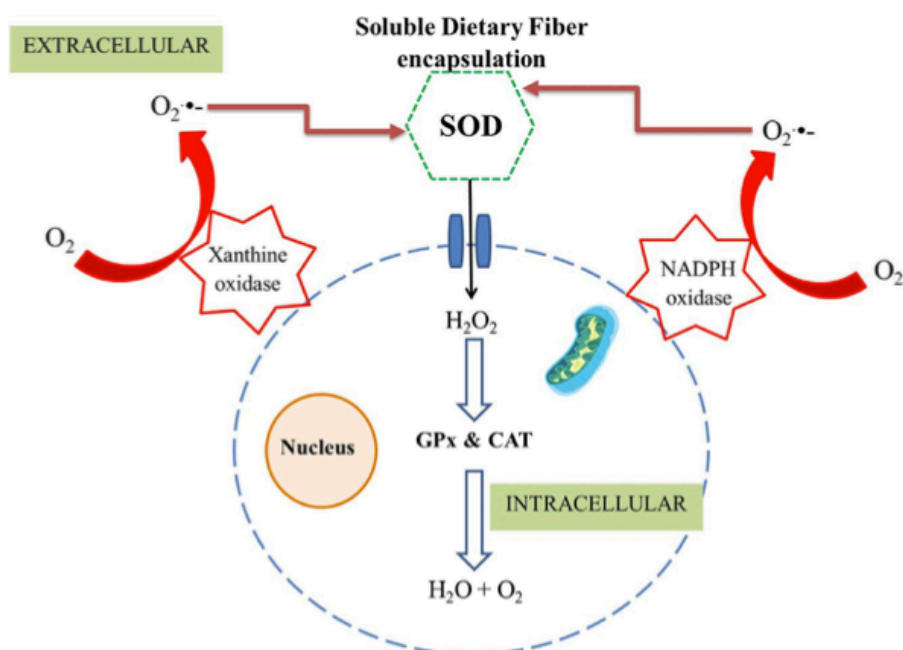 Soluble Dietary Fiber
encapsulation
EXTRACELLULAR
O₂·•-
SOD
O₂·•-
O₂
Xanthine
oxidase
NADPH
oxidase
O₂
H₂O₂
Nucleus
GPx & CAT
INTRACELLULAR
H₂O + O₂